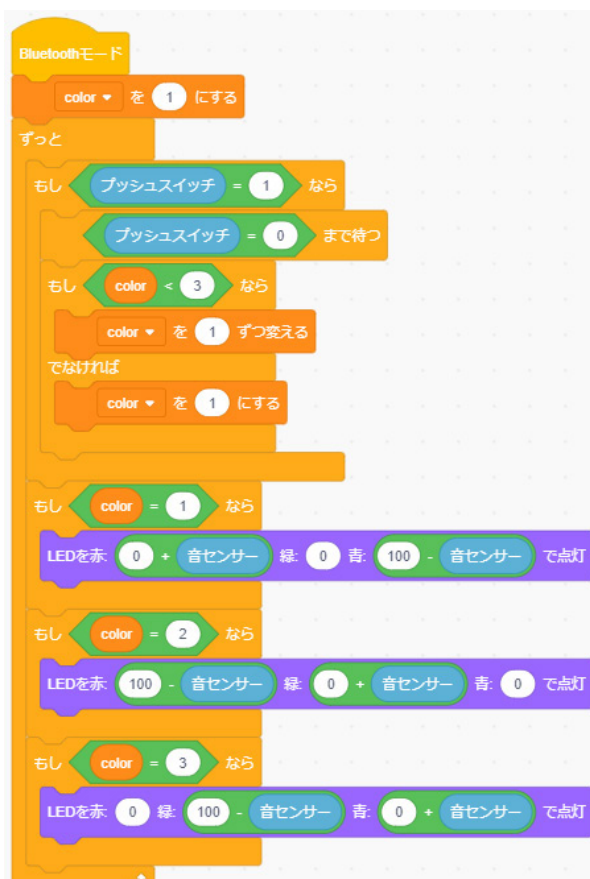 Bluetoothモード
color を 1 にする
ずっと
もし プッシュスイッチ = 1 なら
プッシュスイッチ = 0 まで待つ
もし color < 3 なら
color を 1 ずつ変える
でなければ
color を 1 にする
もし color = 1 なら
LEDを赤: 0 + 音センサー 緑: 0 青: 100 - 音センサー で点灯
もし color = 2 なら
LEDを赤: 100 - 音センサー 緑: 0 + 音センサー 青: 0 で点灯
もし color = 3 なら
LEDを赤: 0 緑: 100 - 音センサー 青: 0 + 音センサー で点灯